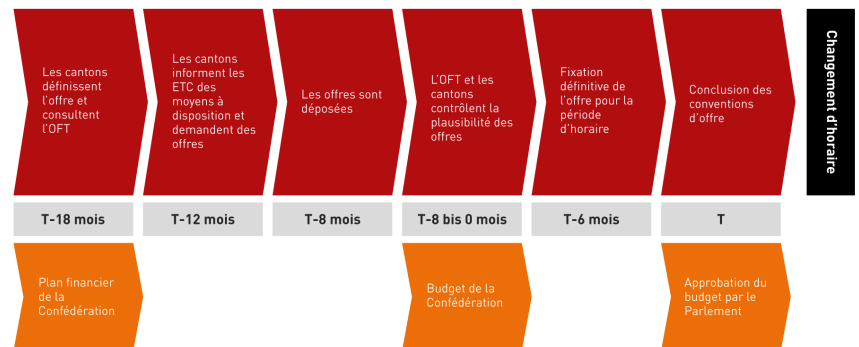 Les cantons
définissent
l'offre et
consultent
l'OFT
Les cantons
informent les
ETC des
moyens à
disposition et
demandent des
offres
Les offres sont
déposées
L'OFT et les
cantons
contrôlent la
plausibilité des
offres
Fixation
définitive de
l'offre pour la
période
d'horaire
Conclusion des
conventions
d'offre
Changement d'horaire
T-18 mois
T-12 mois
T-8 mois
T-8 bis 0 mois
T-6 mois
T
Plan financier
de la
Confédération
Budget de la
Confédération
Approbation du
budget par le
Parlement